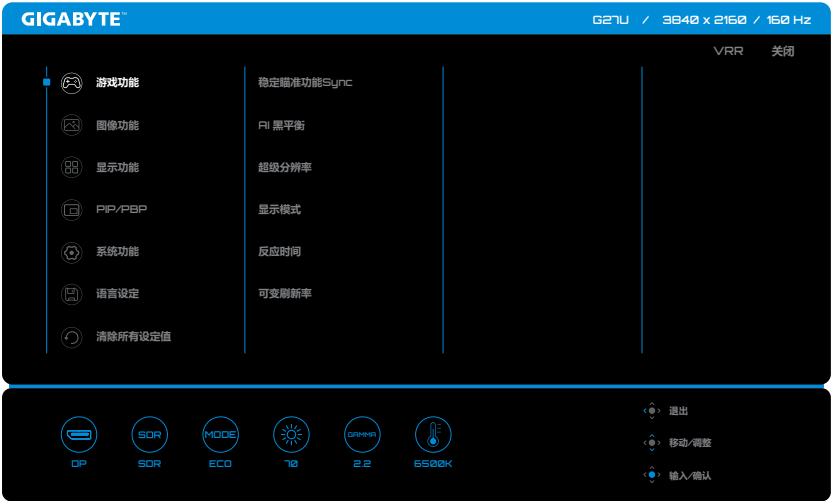 GIGABYTE™ G27U / 3840 x 2160 / 160 Hz
VRR 关闭
游戏功能 稳定瞄准功能Sync
图像功能 AI 黑平衡
显示功能 超级分辨率
PIP/PBP 显示模式
系统功能 反应时间
语言设定 可变刷新率
清除所有设定值
退出
SDR MODE GAMMA
移动/调整
DP SDR ECO 70 2.2 6500K
输入/确认